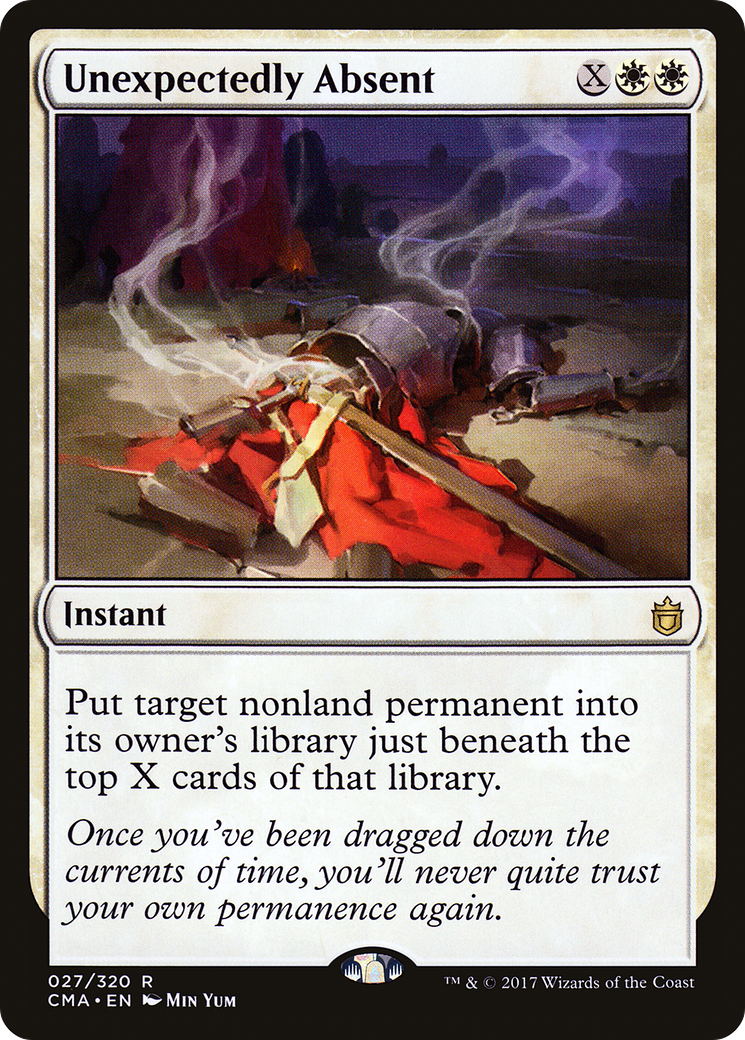 Unexpectedly Absent X
Instant
Put target nonland permanent into
its owner's library just beneath the
top X cards of that library.
Once you've been dragged down the
currents of time, you'll never quite trust
your own permanence again.
027/320 R
CMA • EN Min Yum
™ & © 2017 Wizards of the Coast